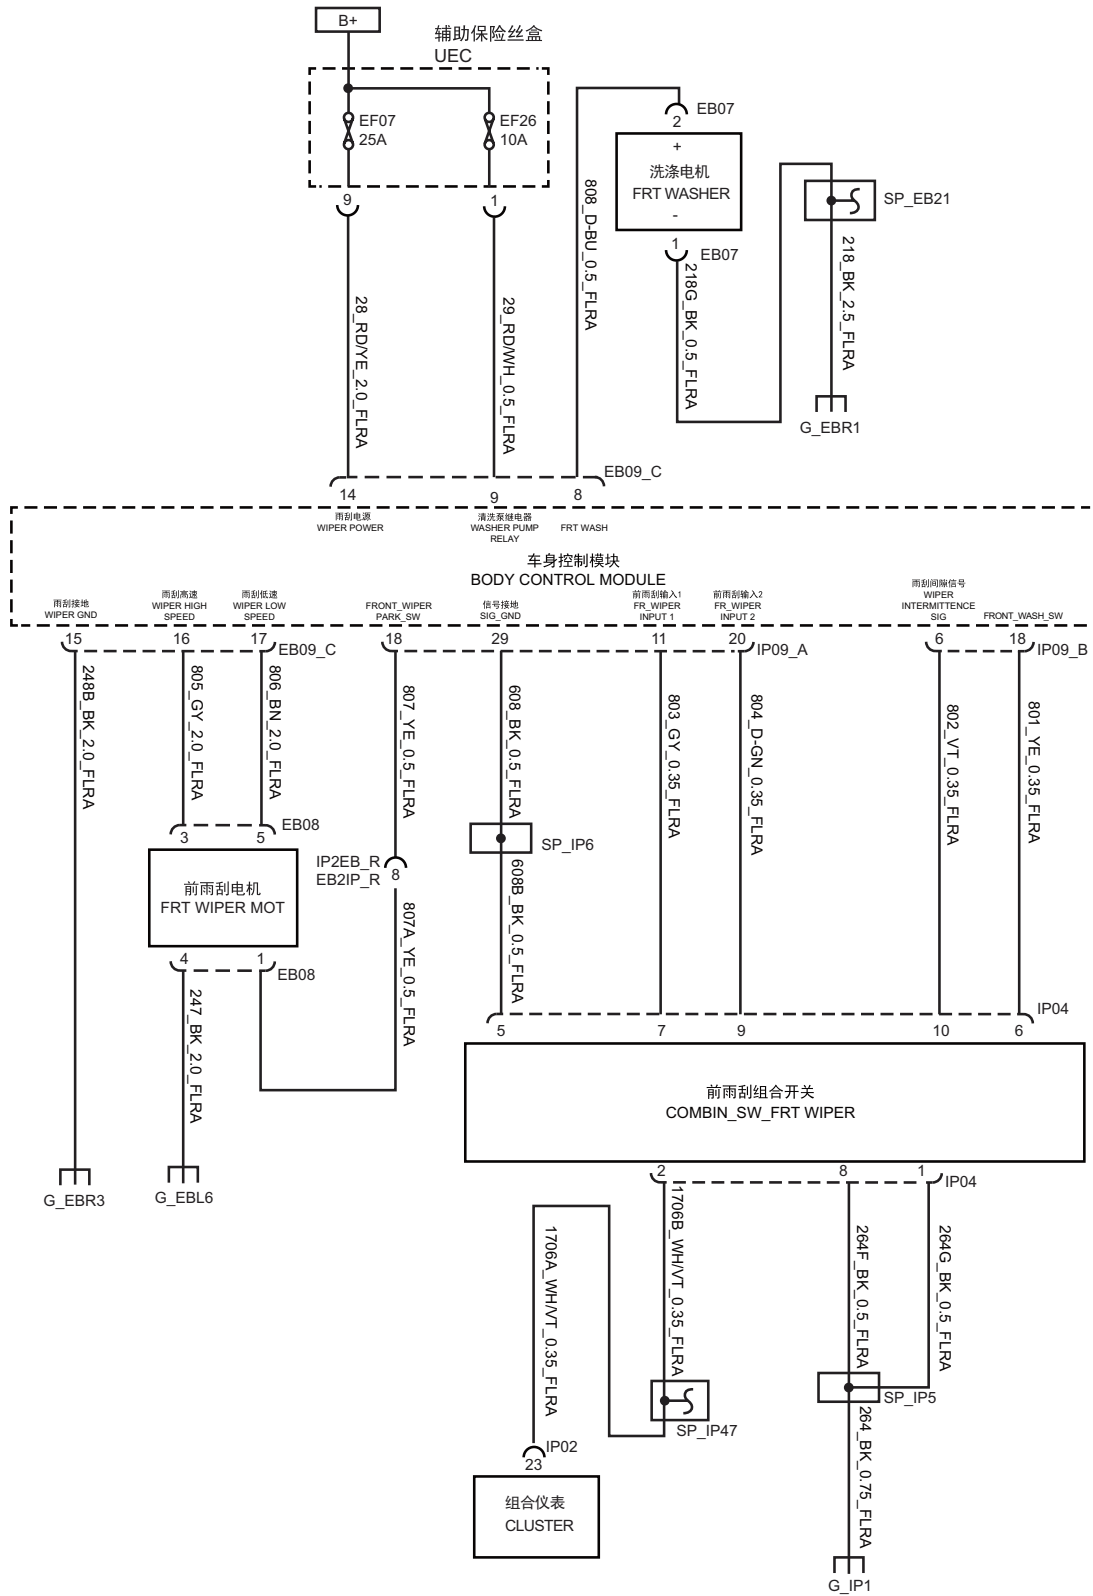 B+
辅助保险丝盒
UEC
EF07
25A
EF26
10A
9
1
EB07
2
+
洗涤电机
FRT WASHER
-
1
EB07
SP_EB21
28_RD/YE_2.0_FLRA
29_RD/WH_0.5_FLRA
808_D-BU_0.5_FLRA
218G_BK_0.5_FLRA
218_BK_2.5_FLRA
G_EBR1
EB09_C
14
9
8
雨刮电源
WIPER POWER
清洗泵继电器
WASHER PUMP
RELAY
FRT WASH
车身控制模块
BODY CONTROL MODULE
雨刮接地
WIPER GND
雨刮高速
WIPER HIGH
SPEED
雨刮低速
WIPER LOW
SPEED
FRONT_WIPER
PARK_SW
信号接地
SIG_GND
前雨刮输入1
FR_WIPER
INPUT 1
前雨刮输入2
FR_WIPER
INPUT 2
雨刮间隙信号
WIPER
INTERMITTENCE
SIG
FRONT_WASH_SW
15
16
17
EB09_C
18
29
11
20
IP09_A
6
18
IP09_B
248B_BK_2.0_FLRA
805_GY_2.0_FLRA
806_BN_2.0_FLRA
807_YE_0.5_FLRA
608_BK_0.5_FLRA
803_GY_0.35_FLRA
804_D-GN_0.35_FLRA
802_VT_0.35_FLRA
801_YE_0.35_FLRA
EB08
3
5
SP_IP6
IP2EB_R
EB2IP_R
8
前雨刮电机
FRT WIPER MOT
4
1
EB08
247_BK_2.0_FLRA
807A_YE_0.5_FLRA
608B_BK_0.5_FLRA
IP04
5
7
9
10
6
前雨刮组合开关
COMBIN_SW_FRT WIPER
2
8
1
IP04
G_EBR3
G_EBL6
1706A_WH/VT_0.35_FLRA
1706B_WH/VT_0.35_FLRA
264F_BK_0.5_FLRA
264G_BK_0.5_FLRA
SP_IP5
SP_IP47
264_BK_0.75_FLRA
IP02
23
组合仪表
CLUSTER
G_IP1